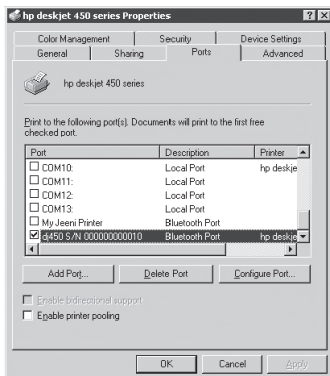 hp deskjet 450 series Properties
Color Management Security Device Settings
General Sharing Ports Advanced
hp deskjet 450 series
Print to the following port(s). Documents will print to the first free
checked port.
Port Description Printer
COM10: Local Port hp deskje
COM11: Local Port
COM12: Local Port
COM13: Local Port
My Jeeni Printer Bluetooth Port
dj450 S/N 000000000010 Bluetooth Port hp deskje
Add Port... Delete Port Configure Port...
Enable bidirectional support
Enable printer pooling
OK Cancel Apply